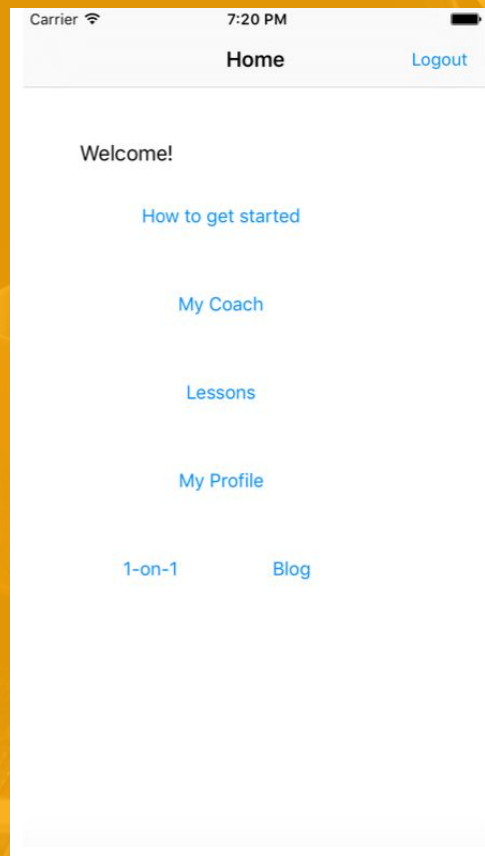 Carrier 7:20 PM
Home Logout
Welcome!
How to get started
My Coach
Lessons
My Profile
1-on-1 Blog